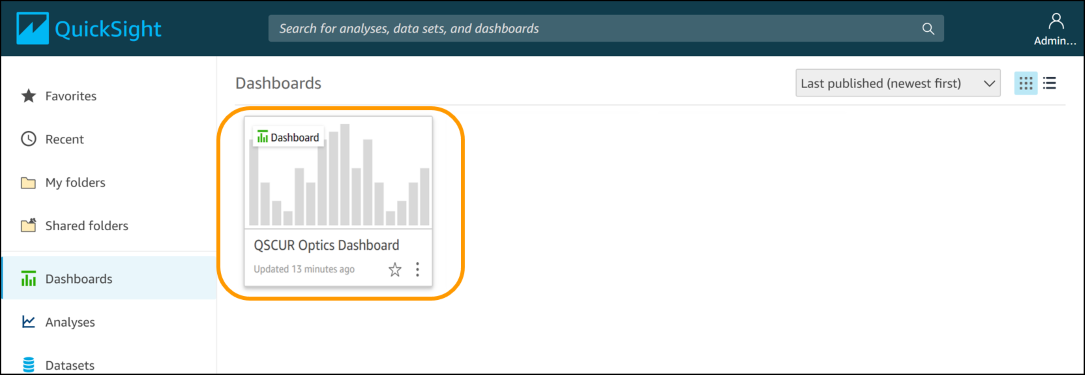 QuickSight
Search for analyses, data sets, and dashboards
Admin...
Favorites
Recent
My folders
Shared folders
Dashboards
Analyses
Datasets
Dashboards
Last published (newest first)
Dashboard
QSCUR Optics Dashboard
Updated 13 minutes ago